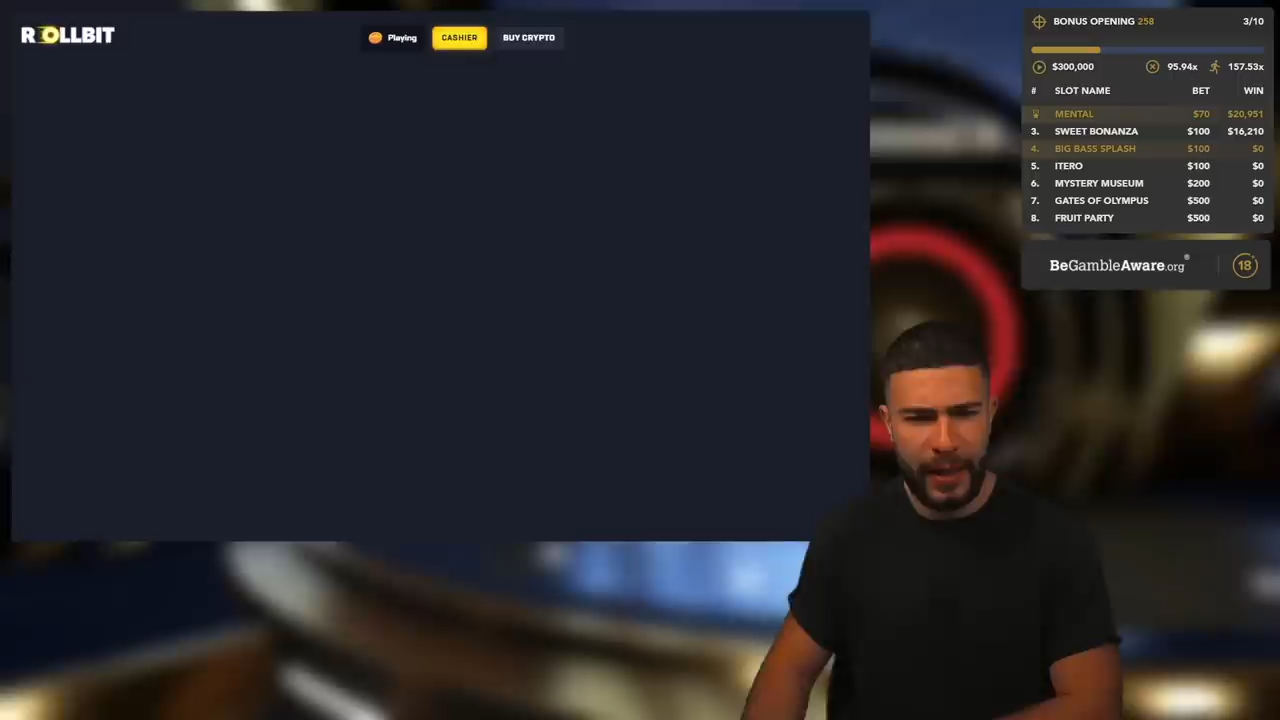 ROLLBIT
Playing
CASHIER
BUY CRYPTO
BONUS OPENING 258 3/10
$300,000 95.94x 157.53x
# SLOT NAME BET WIN
MENTAL $70 $20,951
3. SWEET BONANZA $100 $16,210
4. BIG BASS SPLASH $100 $0
5. ITERO $100 $0
6. MYSTERY MUSEUM $200 $0
7. GATES OF OLYMPUS $500 $0
8. FRUIT PARTY $500 $0
BeGambleAware.org® 18+